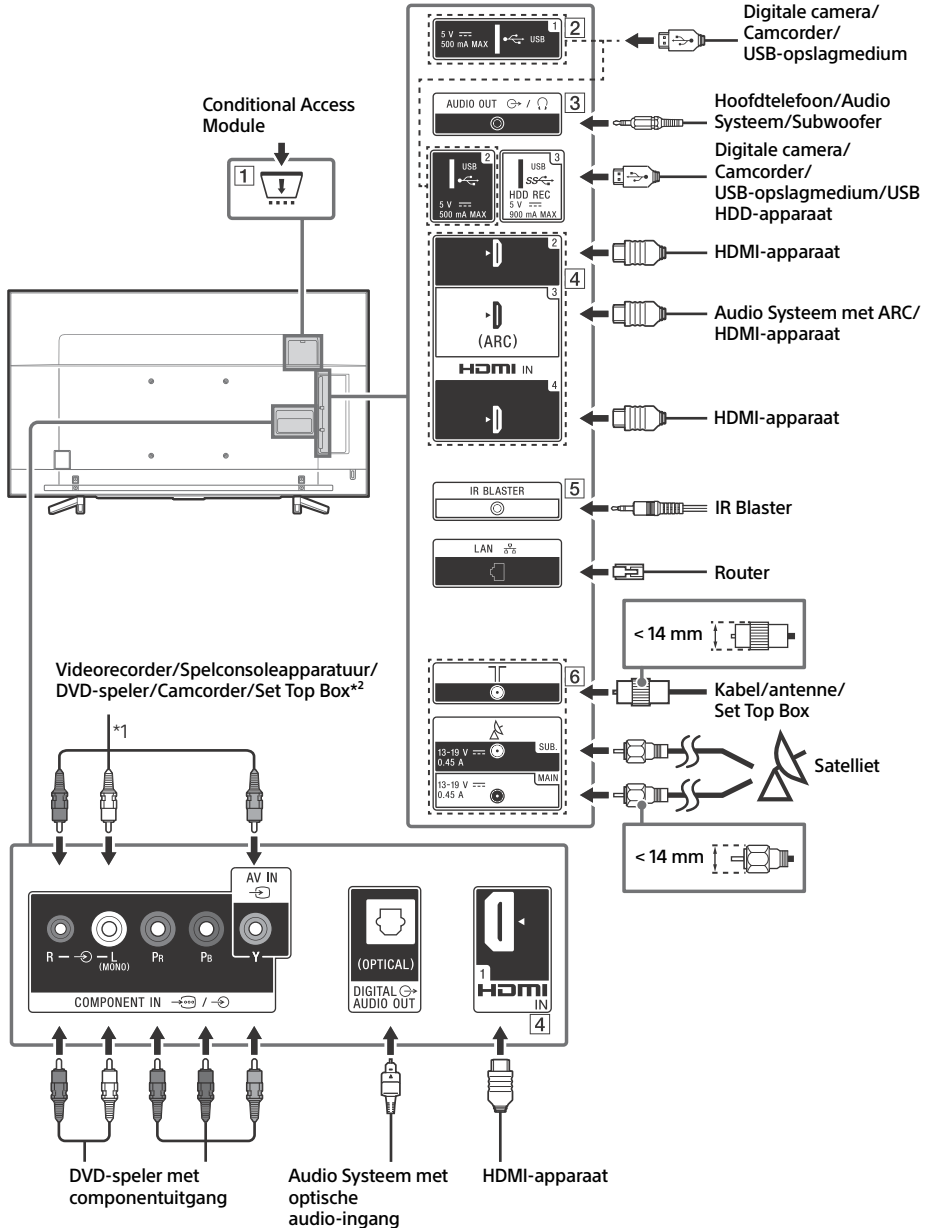 Digitale camera/
Camcorder/
USB-opslagmedium
5 V
500 mA MAX
USB
1
2
Conditional Access
Module
1
AUDIO OUT /
3
Hoofdtelefoon/Audio
Systeem/Subwoofer
2
USB
5 V
500 mA MAX
3
USB
SS
HDD REC
5 V
900 mA MAX
Digitale camera/
Camcorder/
USB-opslagmedium/USB
HDD-apparaat
2
4
HDMI-apparaat
3
(ARC)
Audio Systeem met ARC/
HDMI-apparaat
HDMI IN
4
HDMI-apparaat
IR BLASTER
5
IR Blaster
LAN
Router
< 14 mm
6
Kabel/antenne/
Set Top Box
13-19 V
0.45 A
SUB.
13-19 V
0.45 A
MAIN
Satelliet
< 14 mm
Videorecorder/Spelconsoleapparatuur/
DVD-speler/Camcorder/Set Top Box*2
*1
AV IN
R L PR PB Y
(MONO)
COMPONENT IN /
(OPTICAL)
DIGITAL
AUDIO OUT
1
HDMI
IN
4
DVD-speler met
componentuitgang
Audio Systeem met
optische
audio-ingang
HDMI-apparaat